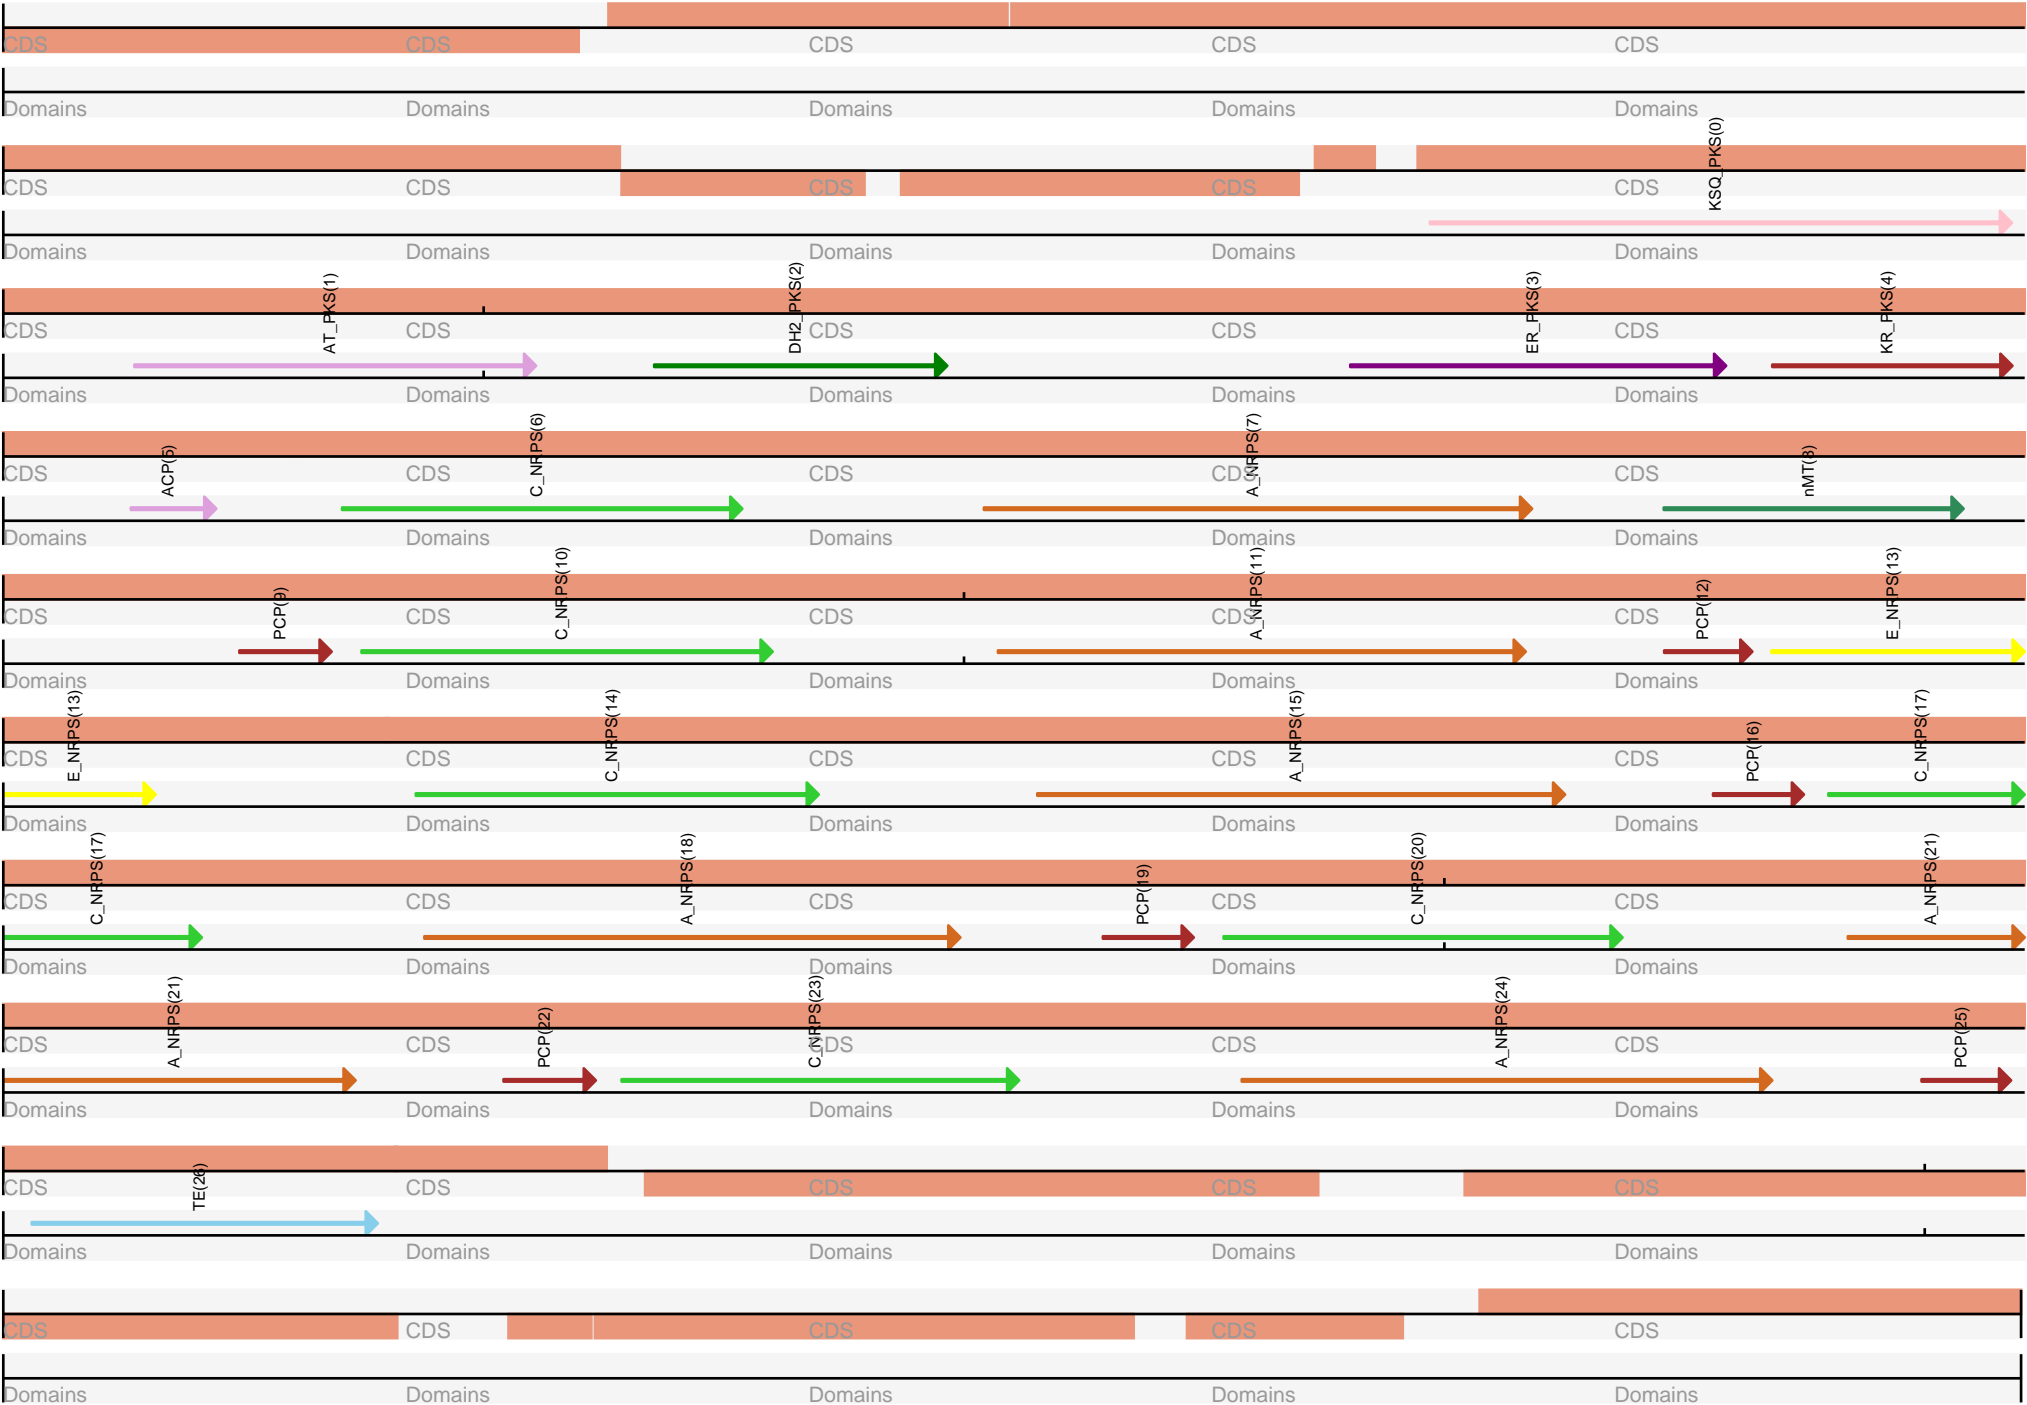 CDS CDS CDS CDS CDS
Domains Domains Domains Domains Domains
KSQ_PKS(0)
CDS CDS CDS CDS CDS
Domains Domains Domains Domains Domains
AT_PKS(1) DH2_PKS(2) ER_PKS(3) KR_PKS(4)
CDS CDS CDS CDS CDS
Domains Domains Domains Domains Domains
ACP(5) C_NRPS(6) A_NRPS(7) nMT(8)
CDS CDS CDS CDS CDS
Domains Domains Domains Domains Domains
PCP(9) C_NRPS(10) A_NRPS(11) PCP(12) E_NRPS(13)
CDS CDS CDS CDS CDS
Domains Domains Domains Domains Domains
E_NRPS(13) C_NRPS(14) A_NRPS(15) PCP(16) C_NRPS(17)
CDS CDS CDS CDS CDS
Domains Domains Domains Domains Domains
C_NRPS(17) A_NRPS(18) PCP(19) C_NRPS(20) A_NRPS(21)
CDS CDS CDS CDS CDS
Domains Domains Domains Domains Domains
A_NRPS(21) PCP(22) C_NRPS(23) A_NRPS(24) PCP(25)
CDS CDS CDS CDS CDS
Domains Domains Domains Domains Domains
TE(26)
CDS CDS CDS CDS CDS
Domains Domains Domains Domains Domains
CDS CDS CDS CDS CDS
Domains Domains Domains Domains Domains